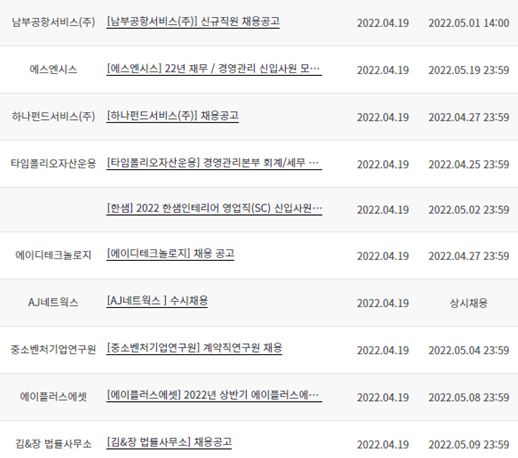 남부공항서비스(주) [남부공항서비스(주)] 신규직원 채용공고 2022.04.19 2022.05.01 14:00
에스엔시스 [에스엔시스] 22년 재무 / 경영관리 신입사원 모··· 2022.04.19 2022.05.19 23:59
하나펀드서비스(주) [하나펀드서비스(주)] 채용공고 2022.04.19 2022.04.27 23:59
타임폴리오자산운용 [타임폴리오자산운용] 경영관리본부 회계/세무 ··· 2022.04.19 2022.04.25 23:59
[한샘] 2022 한샘인테리어 영업직(SC) 신입사원··· 2022.04.19 2022.05.02 23:59
에이디테크놀로지 [에이디테크놀로지] 채용 공고 2022.04.19 2022.04.27 23:59
AJ네트웍스 [AJ네트웍스 ] 수시채용 2022.04.19 상시채용
중소벤처기업연구원 [중소벤처기업연구원] 계약직연구원 채용 2022.04.19 2022.05.04 23:59
에이플러스에셋 [에이플러스에셋] 2022년 상반기 에이플러스에··· 2022.04.19 2022.05.08 23:59
김&장 법률사무소 [김&장 법률사무소] 채용공고 2022.04.19 2022.05.09 23:59